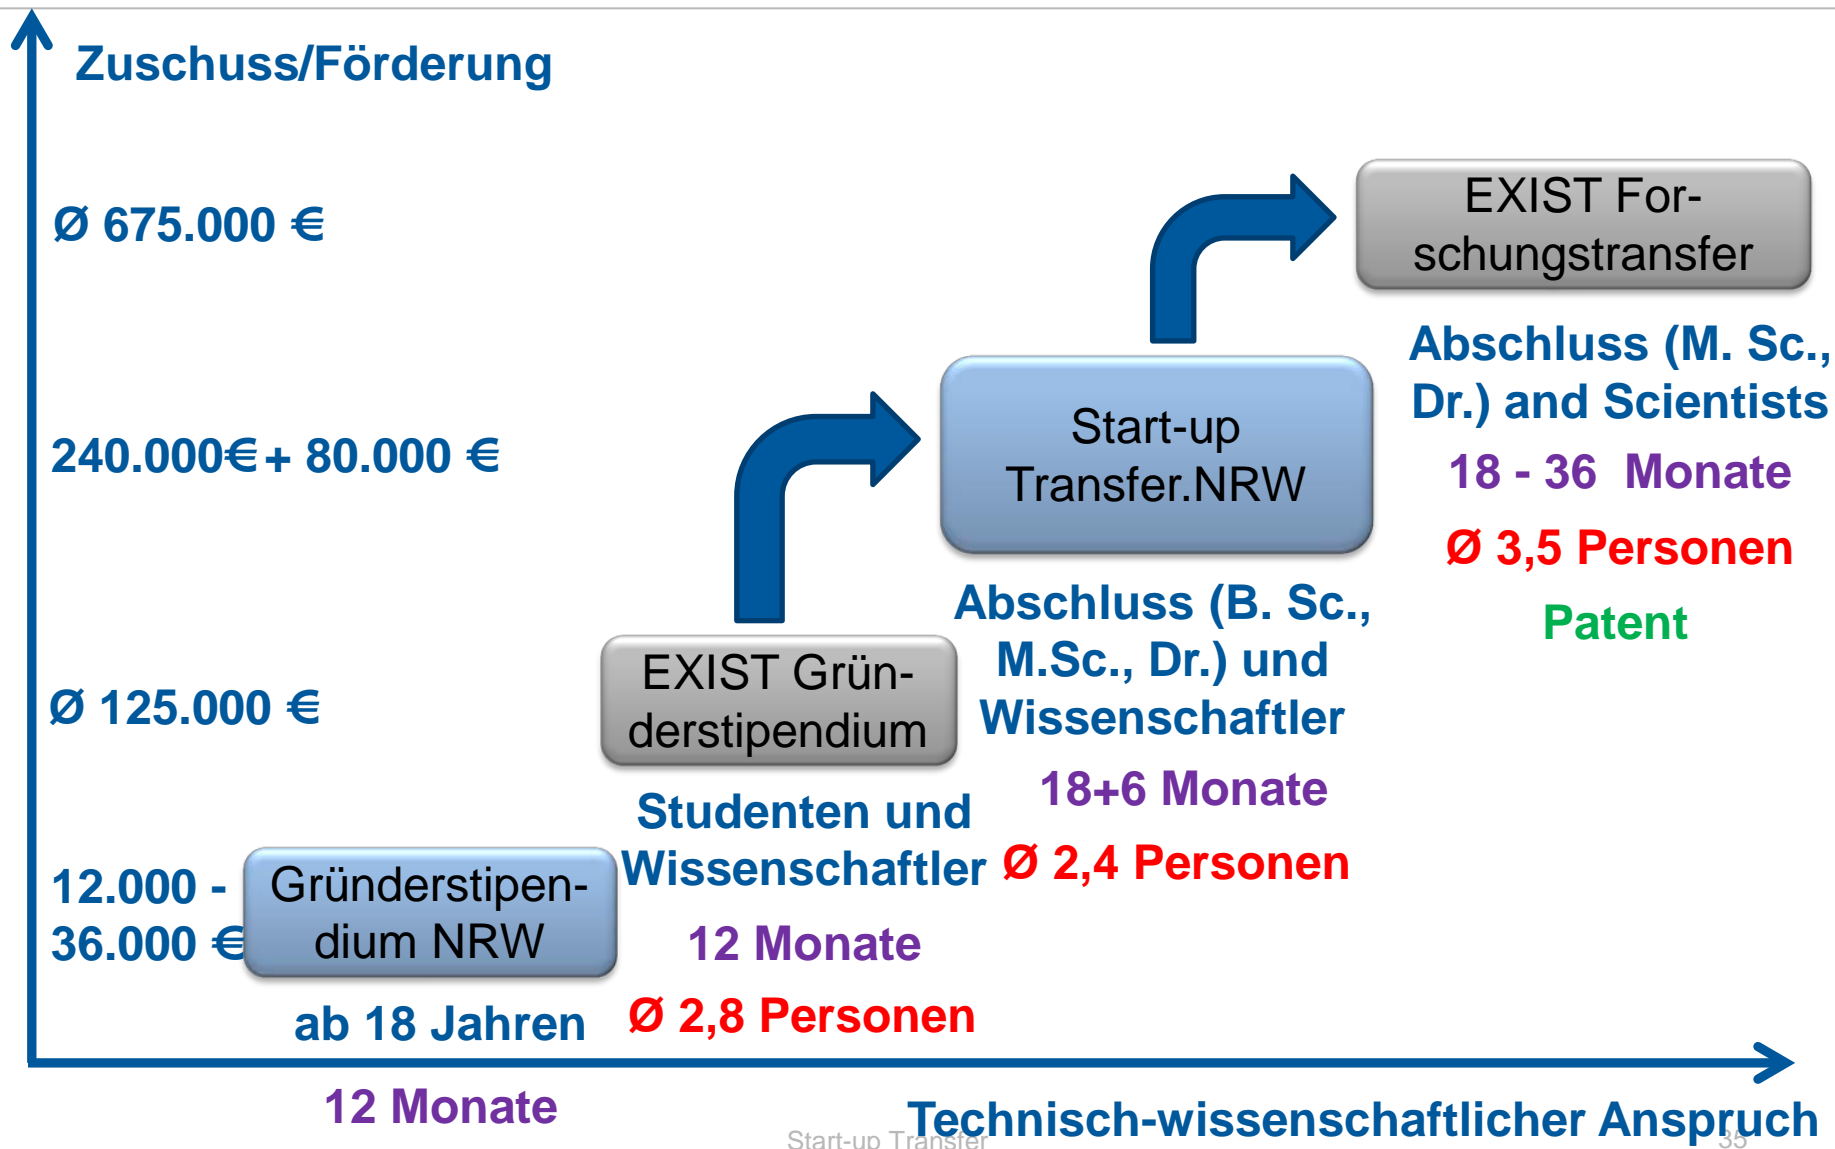 Zuschuss/Förderung
Ø 675.000 €
240.000€ + 80.000 €
Ø 125.000 €
12.000 -
36.000 €
Gründerstipen-
dium NRW
ab 18 Jahren
12 Monate
EXIST Grün-
derstipendium
Studenten und
Wissenschaftler
12 Monate
Ø 2,8 Personen
Start-up
Transfer.NRW
Abschluss (B. Sc.,
M.Sc., Dr.) und
Wissenschaftler
18+6 Monate
Ø 2,4 Personen
EXIST For-
schungstransfer
Abschluss (M. Sc.,
Dr.) and Scientists
18 - 36 Monate
Ø 3,5 Personen
Patent
Technisch-wissenschaftlicher Anspruch
Start-up Transfer
35